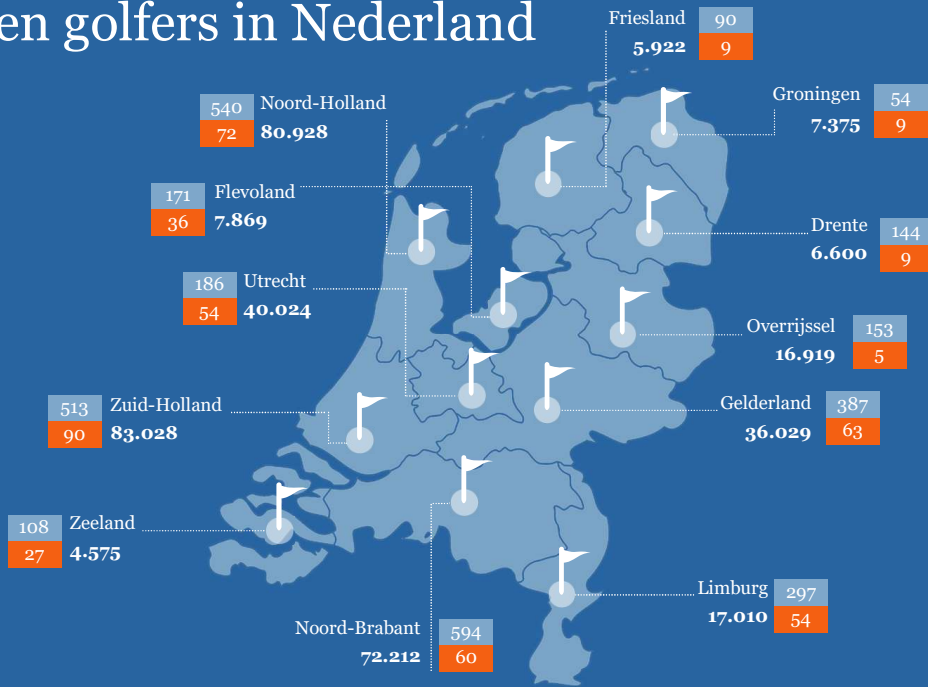 en golfers in Nederland
Friesland
5.922
90
9
Groningen
7.375
54
9
540
72
Noord-Holland
80.928
171
36
Flevoland
7.869
Drente
6.600
144
9
186
54
Utrecht
40.024
Overrijssel
16.919
153
5
513
90
Zuid-Holland
83.028
Gelderland
36.029
387
63
108
27
Zeeland
4.575
Limburg
17.010
297
54
Noord-Brabant
72.212
594
60